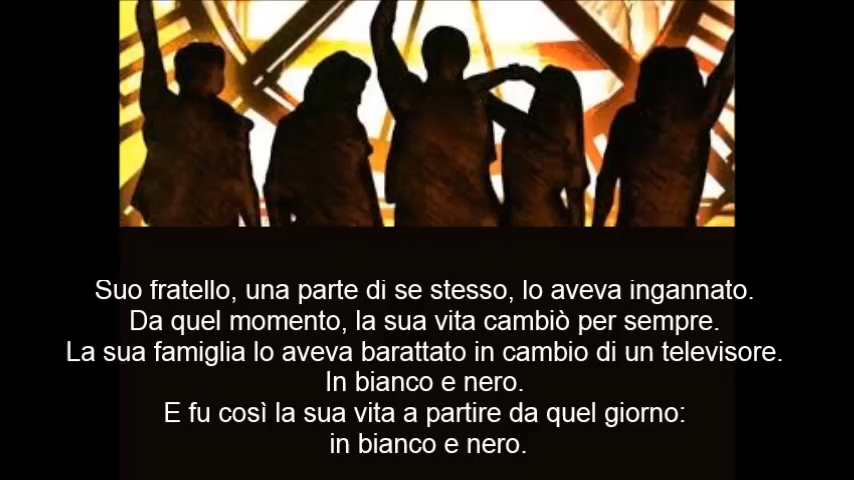 Suo fratello, una parte di se stesso, lo aveva ingannato.
Da quel momento, la sua vita cambiò per sempre.
La sua famiglia lo aveva barattato in cambio di un televisore.
In bianco e nero.
E fu così la sua vita a partire da quel giorno:
in bianco e nero.